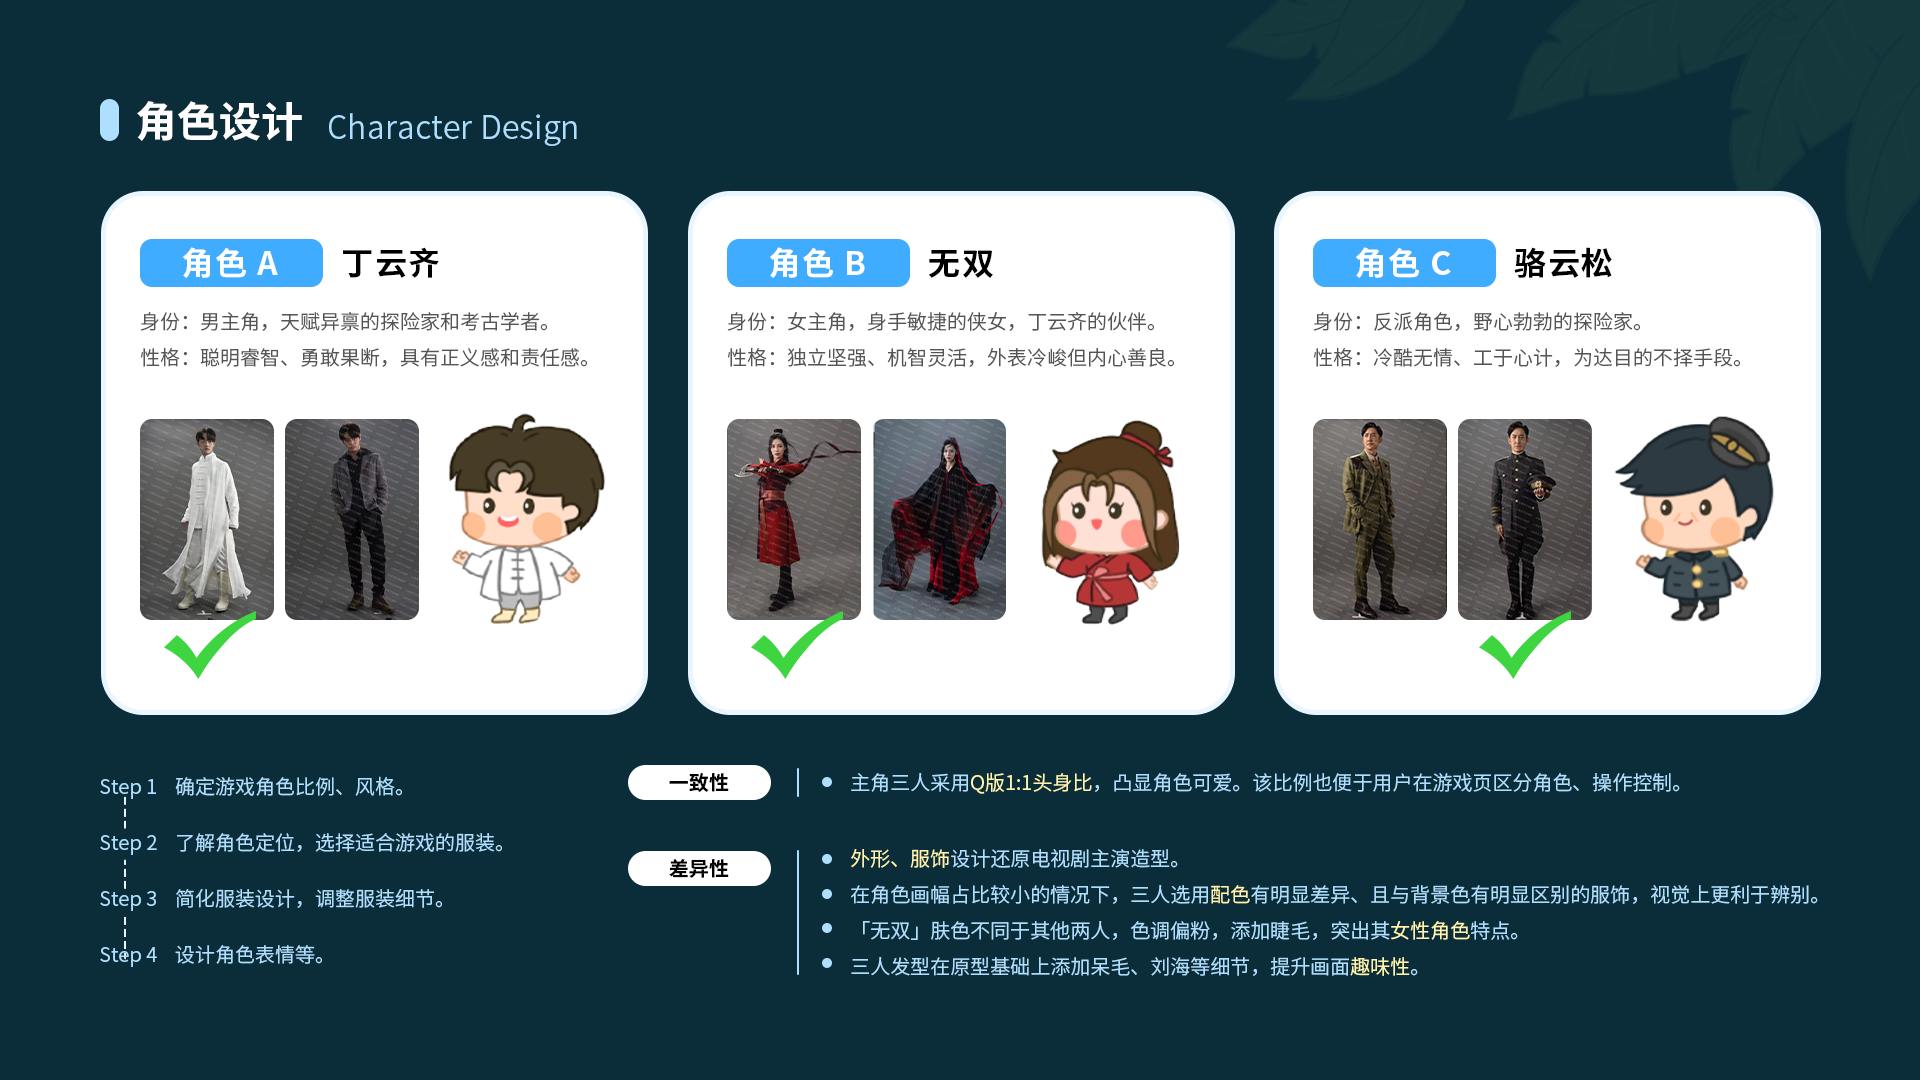 角色设计 Character Design
角色 A 丁云齐
身份：男主角，天赋异禀的探险家和考古学者。
性格：聪明睿智、勇敢果断，具有正义感和责任感。
角色 B 无双
身份：女主角，身手敏捷的侠女，丁云齐的伙伴。
性格：独立坚强、机智灵活，外表冷峻但内心善良。
角色 C 骆云松
身份：反派角色，野心勃勃的探险家。
性格：冷酷无情、工于心计，为达目的不择手段。
Step 1 确定游戏角色比例、风格。
Step 2 了解角色定位，选择适合游戏的服装。
Step 3 简化服装设计，调整服装细节。
Step 4 设计角色表情等。
一致性
主角三人采用Q版1:1头身比，凸显角色可爱。该比例也便于用户在游戏页区分角色、操作控制。
差异性
外形、服饰设计还原电视剧主演造型。
在角色画幅占比较小的情况下，三人选用配色有明显差异、且与背景色有明显区别的服饰，视觉上更利于辨别。
「无双」肤色不同于其他两人，色调偏粉，添加睫毛，突出其女性角色特点。
三人发型在原型基础上添加呆毛、刘海等细节，提升画面趣味性。